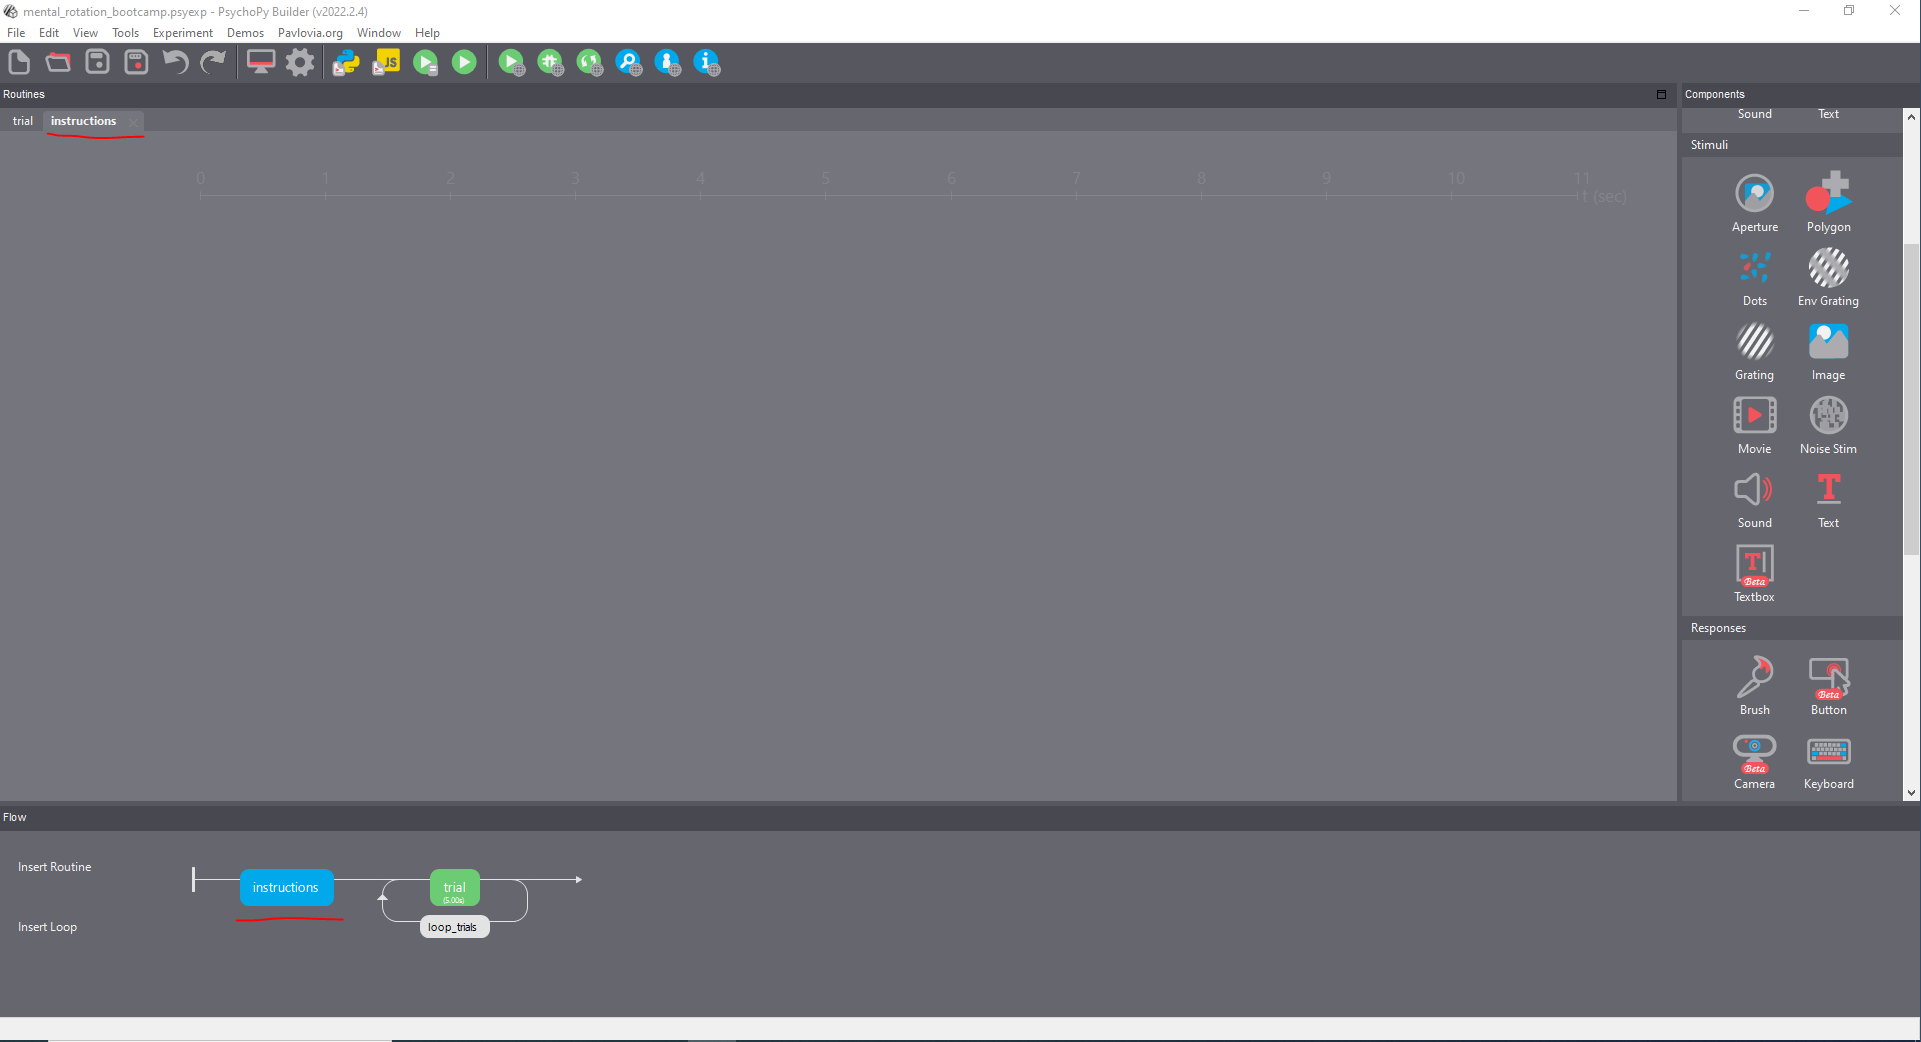 mental_rotation_bootcamp.psyexp - PsychoPy Builder (v2022.2.4)
File Edit View Tools Experiment Demos Pavlovia.org Window Help
JS
Routines
trial instructions
0 1 2 3 4 5 6 7 8 9 10 11
1 (sec)
Components
Sound Text
Stimuli
Aperture Polygon
Dots Env Grating
Grating Image
Movie Noise Stim
T
Sound Text
T
Beta
Textbox
Responses
Beta
Brush Button
Beta
Camera Keyboard
Flow
Insert Routine
Insert Loop
instructions trial
(5.00s)
loop_trials